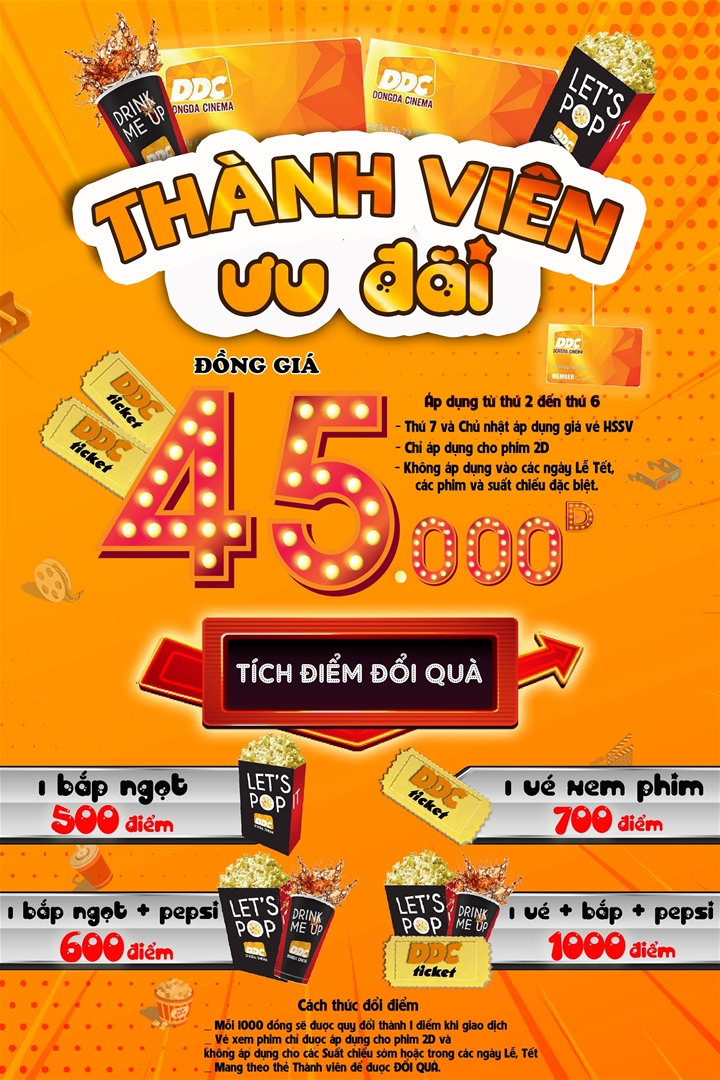 DRINK ME UP
DDC
DDC
DONGDA CINEMA
DDC
DONGDA CINEMA
LET'S POP
DDC
THÀNH VIÊN
ưu đãi
DDC
DONGDA CINEMA
MEMBER
ĐỒNG GIÁ
45.000Đ
DDC ticket
DDC ticket
Áp dụng từ thứ 2 đến thứ 6
- Thứ 7 và Chủ nhật áp dụng giá vé HSSV
- Chỉ áp dụng cho phim 2D
- Không áp dụng vào các ngày Lễ Tết,
các phim và suất chiếu đặc biệt.
TÍCH ĐIỂM ĐỔI QUÀ
1 bắp ngọt
500 điểm
LET'S POP
DDC
DDC ticket
1 vé xem phim
700 điểm
1 bắp ngọt + pepsi
600 điểm
LET'S POP
DDC
DRINK ME UP
DDC
LET'S POP
DRINK ME UP
DDC ticket
1 vé + bắp + pepsi
1000 điểm
Cách thức đổi điểm
_ Mỗi 1000 đồng sẽ được quy đổi thành 1 điểm khi giao dịch
_ Vé xem phim chỉ được áp dụng cho phim 2D và
không áp dụng cho các Suất chiếu sớm hoặc trong các ngày Lễ, Tết
_ Mang theo thẻ Thành viên để được ĐỔI QUÀ.